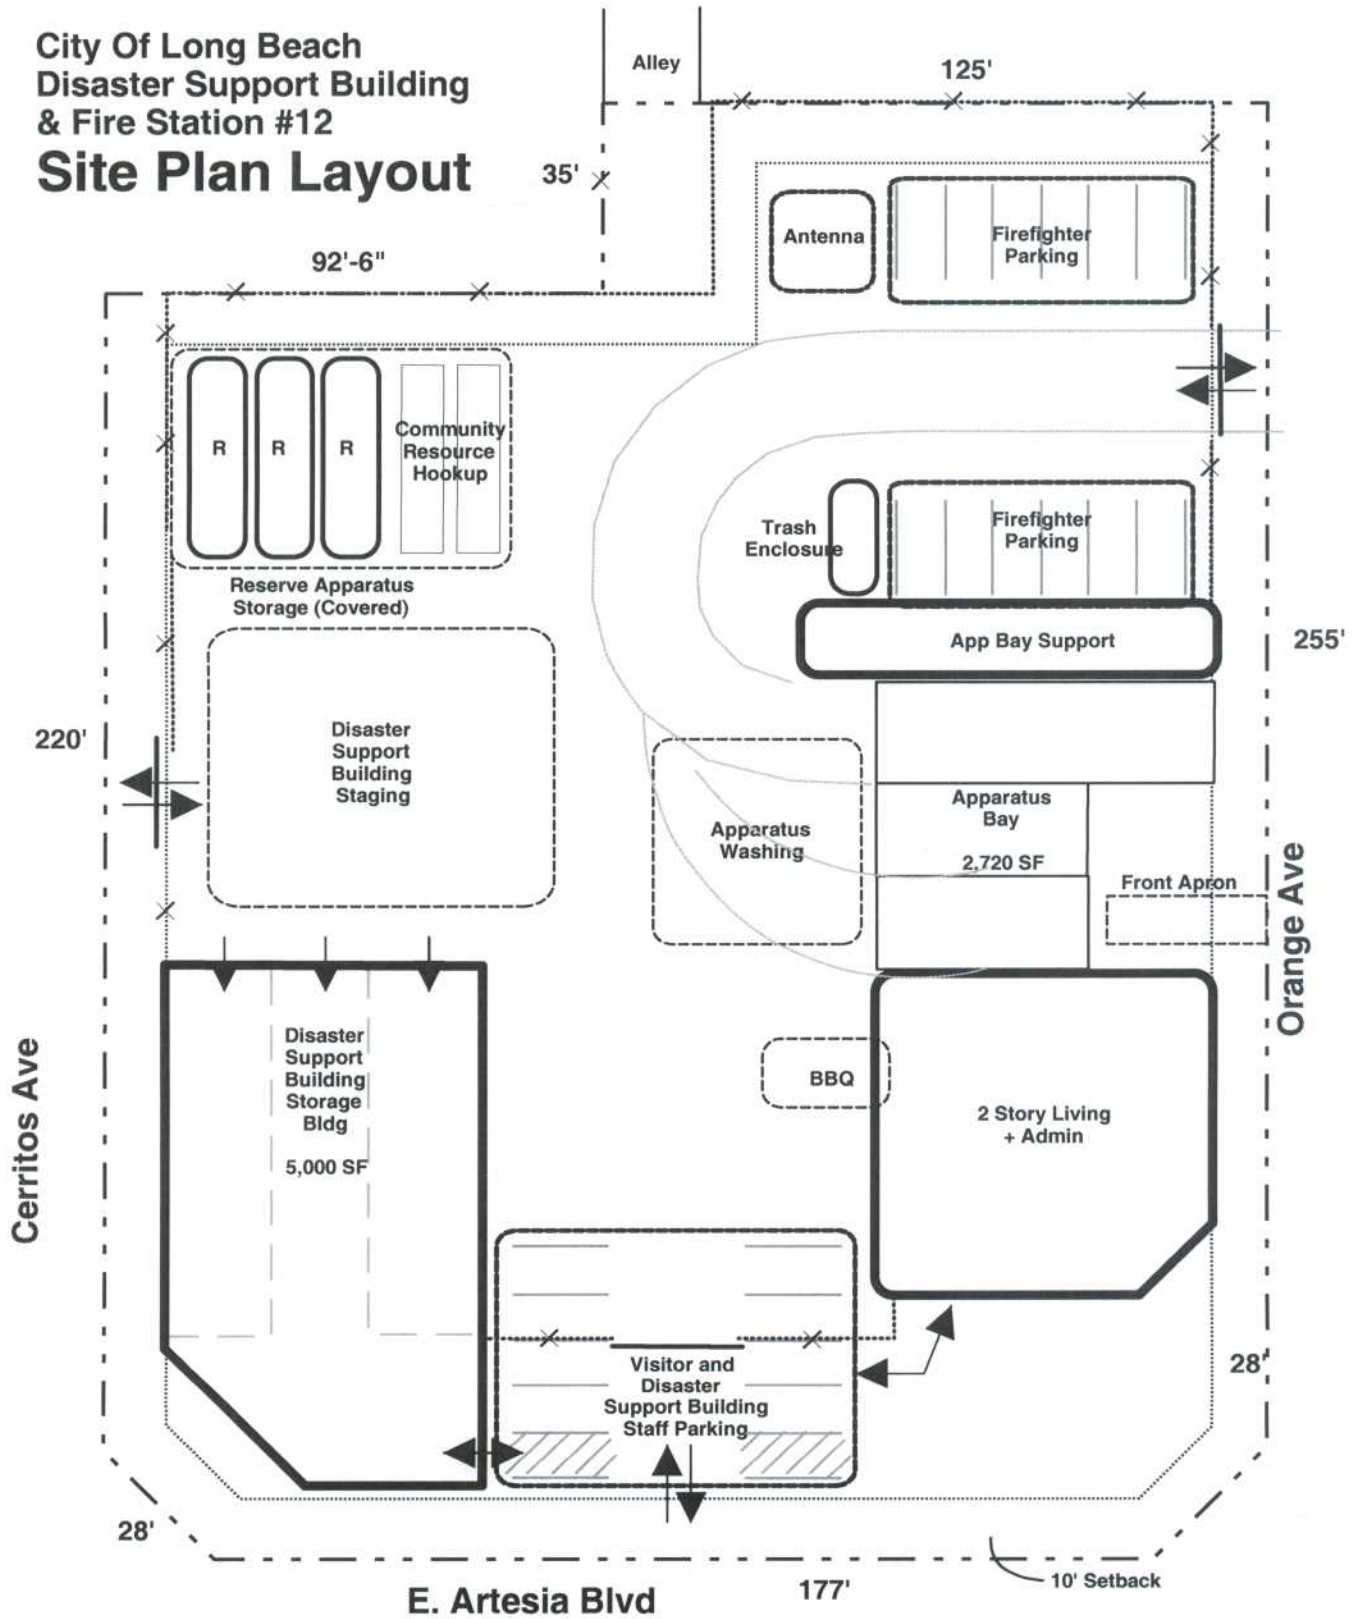 City Of Long Beach
Disaster Support Building
& Fire Station #12
Site Plan Layout
Alley
125'
35'
92'-6"
Antenna
Firefighter
Parking
R
R
R
Community
Resource
Hookup
Trash
Enclosure
Firefighter
Parking
Reserve Apparatus
Storage (Covered)
App Bay Support
255'
220'
Disaster
Support
Building
Staging
Apparatus
Bay
2,720 SF
Apparatus
Washing
Front Apron
Orange Ave
Cerritos Ave
Disaster
Support
Building
Storage
Bldg
5,000 SF
BBQ
2 Story Living
+ Admin
Visitor and
Disaster
Support Building
Staff Parking
28'
28'
10' Setback
177'
E. Artesia Blvd